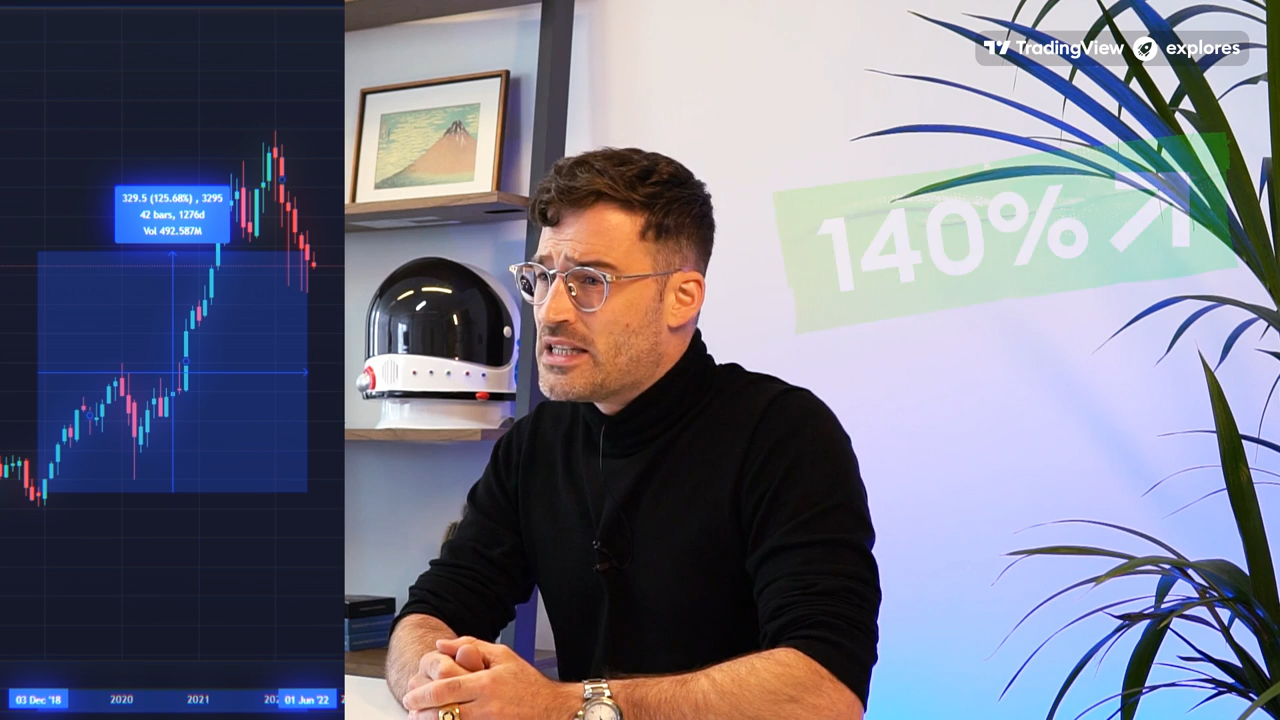 TradingView explores
140%
329.5 (125.68%) , 3295
42 bars, 1276d
Vol 492.587M
03 Dec '18
2020
2021
01 Jun '22